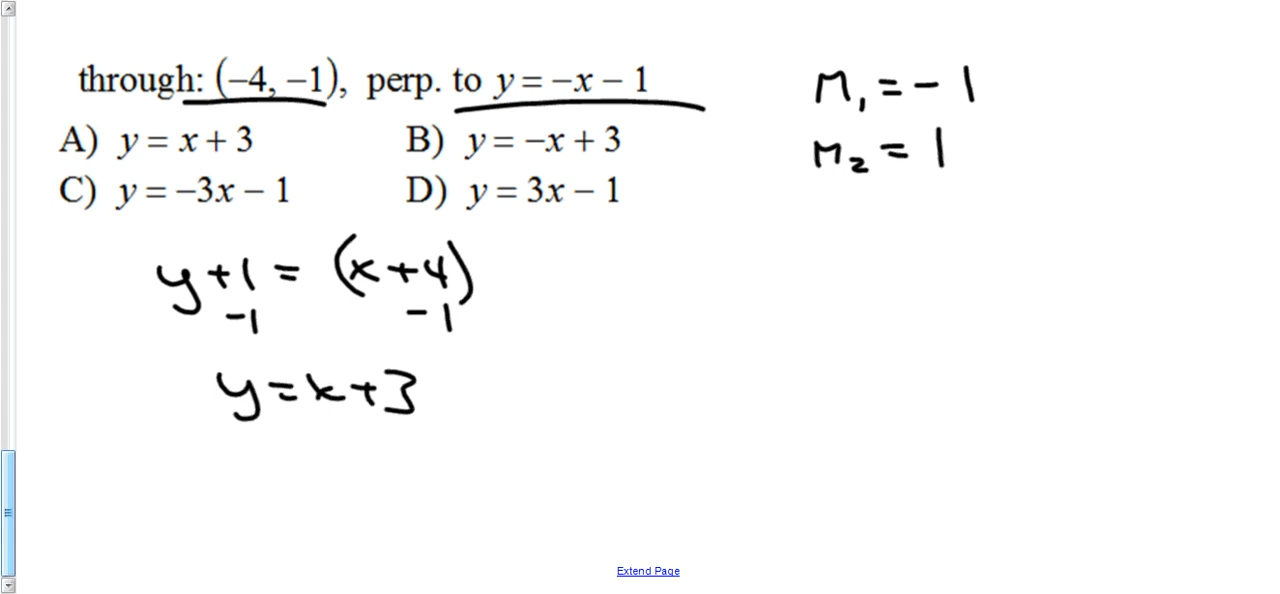 through: (−4, −1), perp. to y = −x − 1
A) y = x + 3 B) y = −x + 3
C) y = −3x − 1 D) y = 3x − 1
M₁ = - 1
M₂ = 1
y + 1 = (x + 4)
-1 -1
y = x + 3
Extend Page